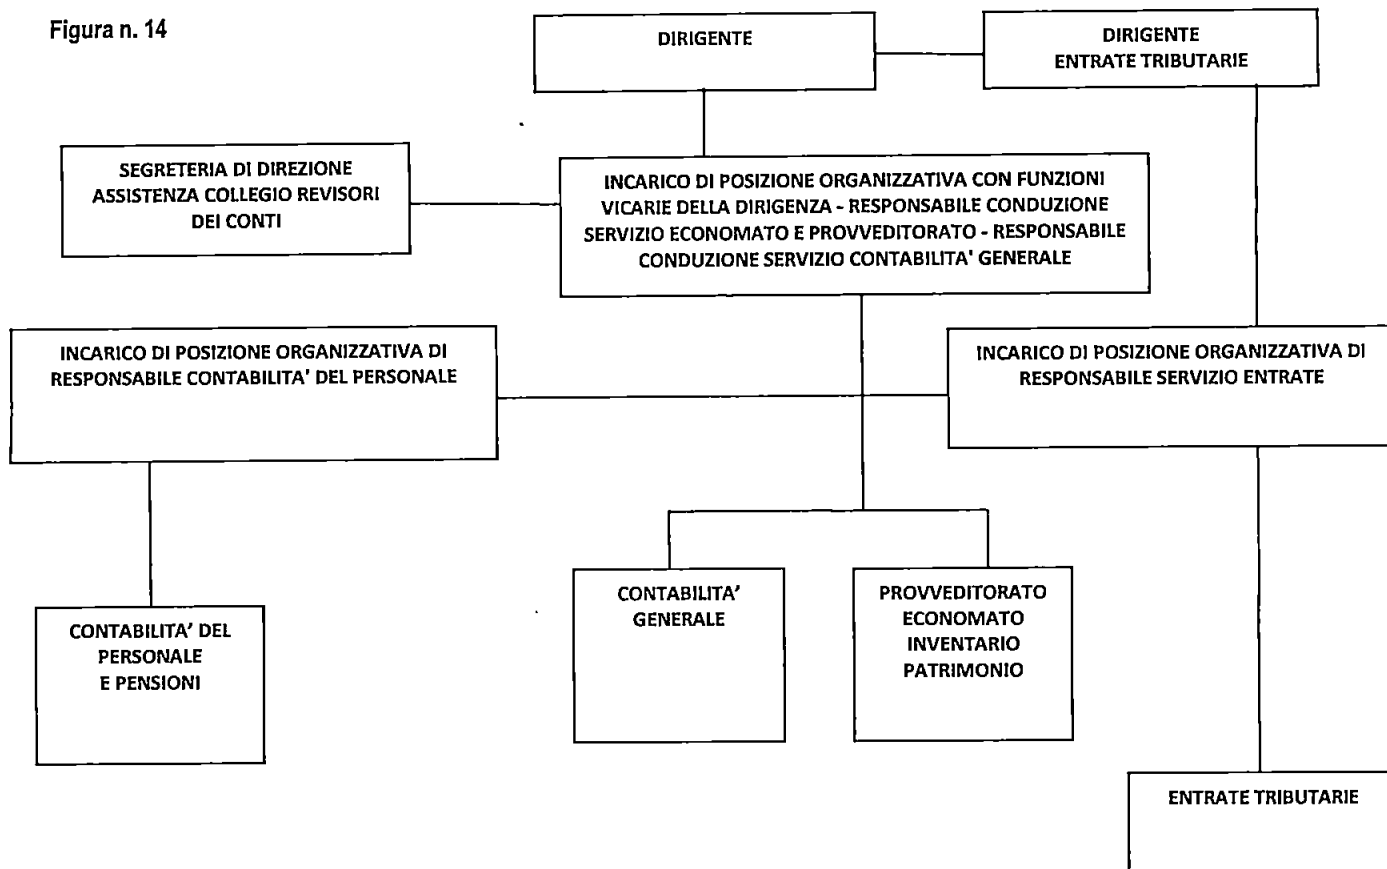 Figura n. 14
DIRIGENTE
DIRIGENTE
ENTRATE TRIBUTARIE
SEGRETERIA DI DIREZIONE
ASSISTENZA COLLEGIO REVISORI
DEI CONTI
INCARICO DI POSIZIONE ORGANIZZATIVA CON FUNZIONI
VICARIE DELLA DIRIGENZA - RESPONSABILE CONDUZIONE
SERVIZIO ECONOMATO E PROVVEDITORATO - RESPONSABILE
CONDUZIONE SERVIZIO CONTABILITA' GENERALE
INCARICO DI POSIZIONE ORGANIZZATIVA DI
RESPONSABILE CONTABILITA' DEL PERSONALE
INCARICO DI POSIZIONE ORGANIZZATIVA DI
RESPONSABILE SERVIZIO ENTRATE
CONTABILITA’ DEL
PERSONALE
E PENSIONI
CONTABILITA’
GENERALE
PROVVEDITORATO
ECONOMATO
INVENTARIO
PATRIMONIO
ENTRATE TRIBUTARIE